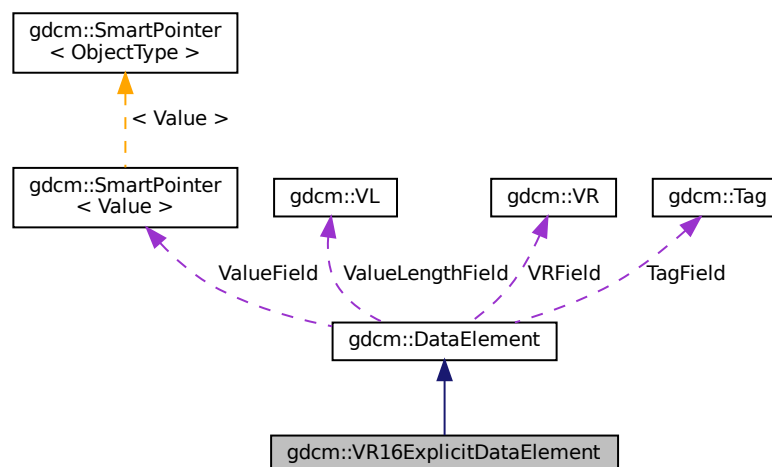 gdcm::SmartPointer
< ObjectType >
< Value >
gdcm::SmartPointer
< Value >
gdcm::VL
gdcm::VR
gdcm::Tag
ValueField
ValueLengthField
VRField
TagField
gdcm::DataElement
gdcm::VR16ExplicitDataElement